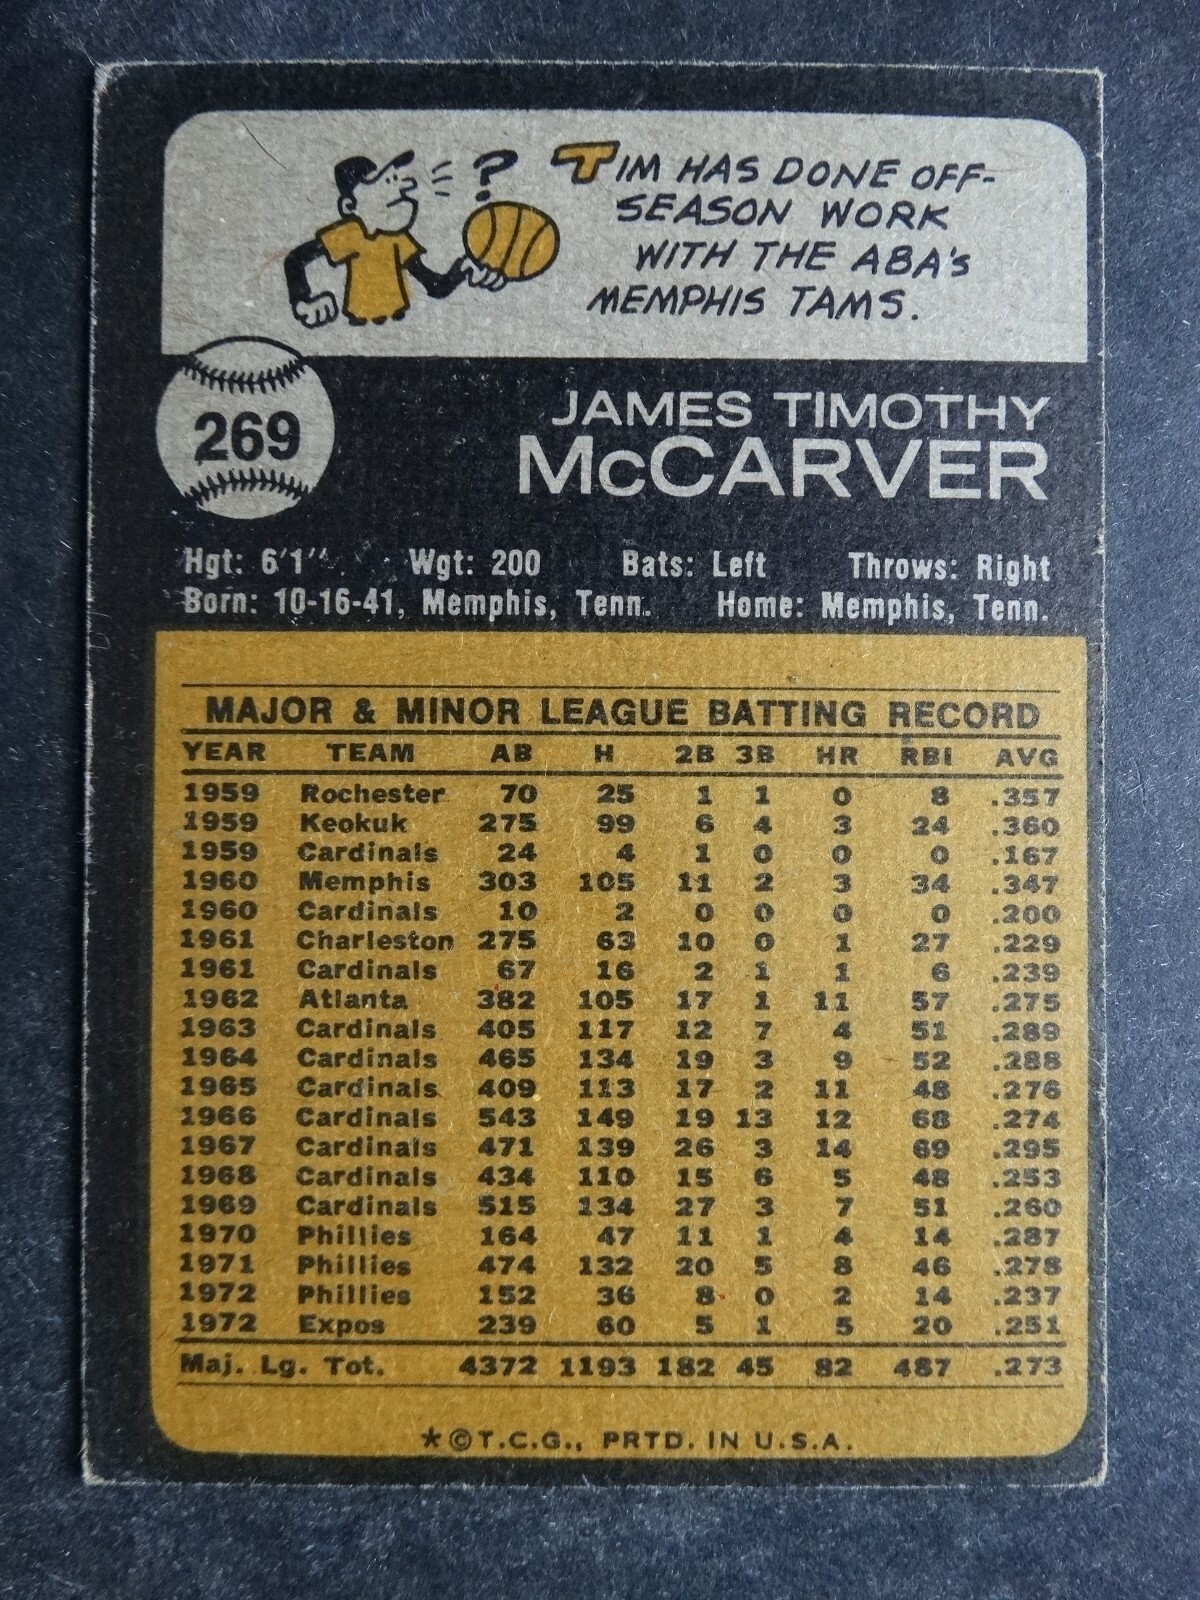 ?
TIM HAS DONE OFF-
SEASON WORK
WITH THE ABA's
MEMPHIS TAMS.
269
JAMES TIMOTHY
McCARVER
Hgt: 6'1" Wgt: 200 Bats: Left Throws: Right
Born: 10-16-41, Memphis, Tenn. Home: Memphis, Tenn.
MAJOR & MINOR LEAGUE BATTING RECORD
YEAR TEAM AB H 2B 3B HR RBI AVG
1959 Rochester 70 25 1 1 0 8 .357
1959 Keokuk 275 99 6 4 3 24 .360
1959 Cardinals 24 4 1 0 0 0 .167
1960 Memphis 303 105 11 2 3 34 .347
1960 Cardinals 10 2 0 0 0 0 .200
1961 Charleston 275 63 10 0 1 27 .229
1961 Cardinals 67 16 2 1 1 6 .239
1962 Atlanta 382 105 17 1 11 57 .275
1963 Cardinals 405 117 12 7 4 51 .289
1964 Cardinals 465 134 19 3 9 52 .288
1965 Cardinals 409 113 17 2 11 48 .276
1966 Cardinals 543 149 19 13 12 68 .274
1967 Cardinals 471 139 26 3 14 69 .295
1968 Cardinals 434 110 15 6 5 48 .253
1969 Cardinals 515 134 27 3 7 51 .260
1970 Phillies 164 47 11 1 4 14 .287
1971 Phillies 474 132 20 5 8 46 .278
1972 Phillies 152 36 8 0 2 14 .237
1972 Expos 239 60 5 1 5 20 .251
Maj. Lg. Tot. 4372 1193 182 45 82 487 .273
*©T.C.G., PRTD. IN U.S.A.